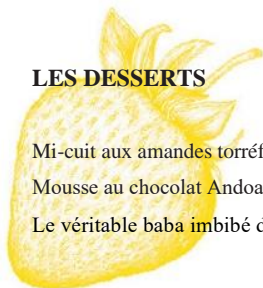 LES DESSERTS
Mi-cuit aux amandes torréf
Mousse au chocolat Andoa
Le véritable baba imbibé d